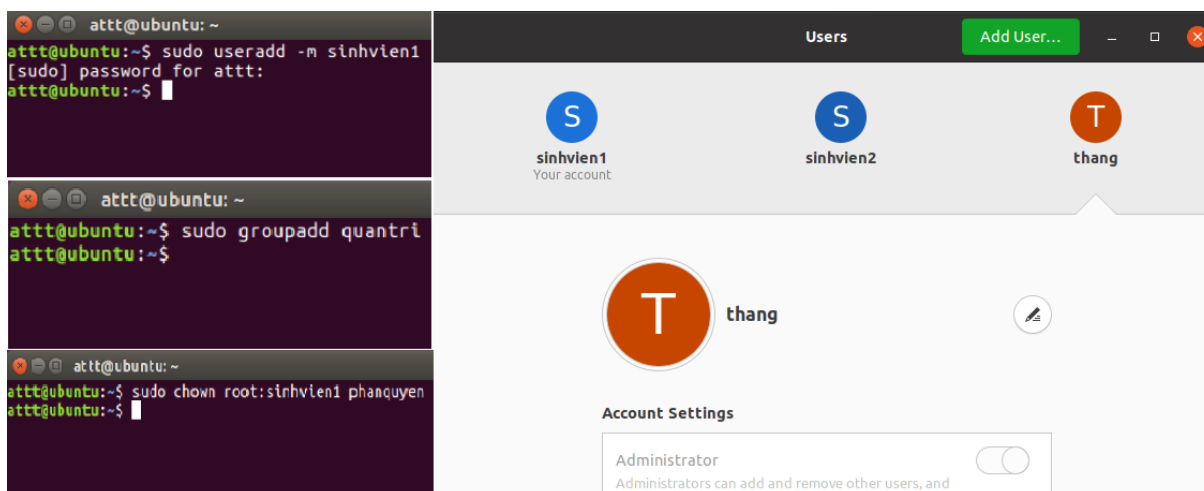 attt@ubuntu: ~
attt@ubuntu:~$ sudo useradd -m sinhvien1
[sudo] password for attt:
attt@ubuntu:~$
attt@ubuntu: ~
attt@ubuntu:~$ sudo groupadd quantri
attt@ubuntu:~$
attt@ubuntu: ~
attt@ubuntu:~$ sudo chown root:sinhvien1 phanquyen
attt@ubuntu:~$
Users
Add User...
S
S
T
sinhvien1
sinhvien2
thang
Your account
T
thang
Account Settings
Administrator
Administrators can add and remove other users, and